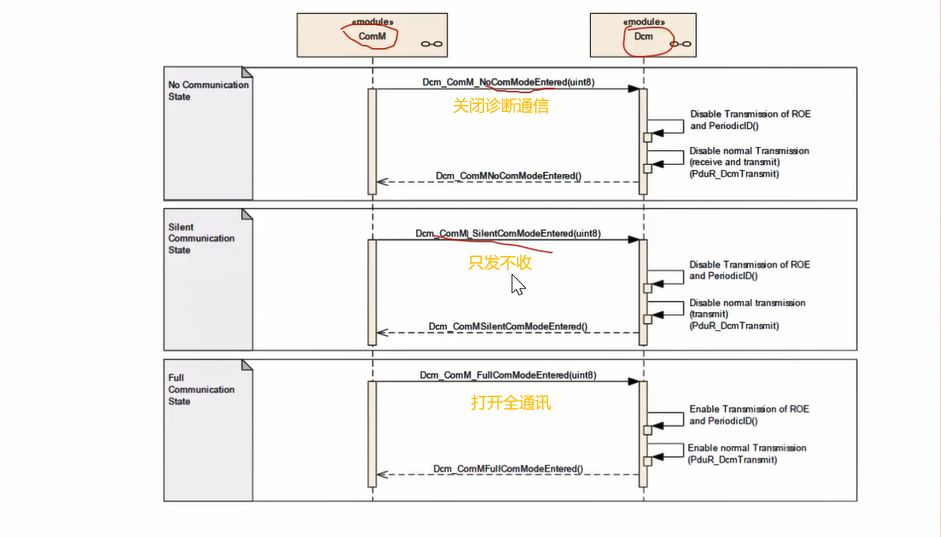 «module»
ComM
«module»
Dcm
No Communication
State
Dcm_ComM_NoComModeEntered(uint8)
关闭诊断通信
Disable Transmission of ROE
and PeriodicID()
Disable normal Transmission
(receive and transmit)
(PduR_DcmTransmit)
Dcm_ComMNoComModeEntered()
Silent
Communication
State
Dcm_ComM_SilentComModeEntered(uint8)
只发不收
Disable Transmission of ROE
and PeriodicID()
Disable normal transmission
(transmit)
(PduR_DcmTransmit)
Dcm_ComMSilentComModeEntered()
Full
Communication
State
Dcm_ComM_FullComModeEntered(uint8)
打开全通讯
Enable Transmission of ROE
and PeriodicID()
Enable normal Transmission
(PduR_DcmTransmit)
Dcm_ComMFullComModeEntered()